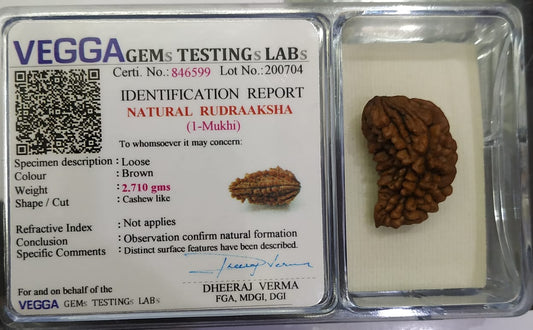 VEGGA GEMS TESTINGS LABS
Certi. No.: 846599 Lot No.: 200704
IDENTIFICATION REPORT
NATURAL RUDRAAKSHA
(1-Mukhi)
To whomsoever it may concern:
Specimen description : Loose
Colour : Brown
Weight : 2.710 gms
Shape / Cut : Cashew like
Refractive Index : Not applies
Conclusion : Observation confirm natural formation
Specific Comments : Distinct surface features have been described.
Dheeraj Verma
For and on behalf of the
DHEERAJ VERMA
VEGGA GEMS TESTINGS LABS
FGA, MDGI, DGI